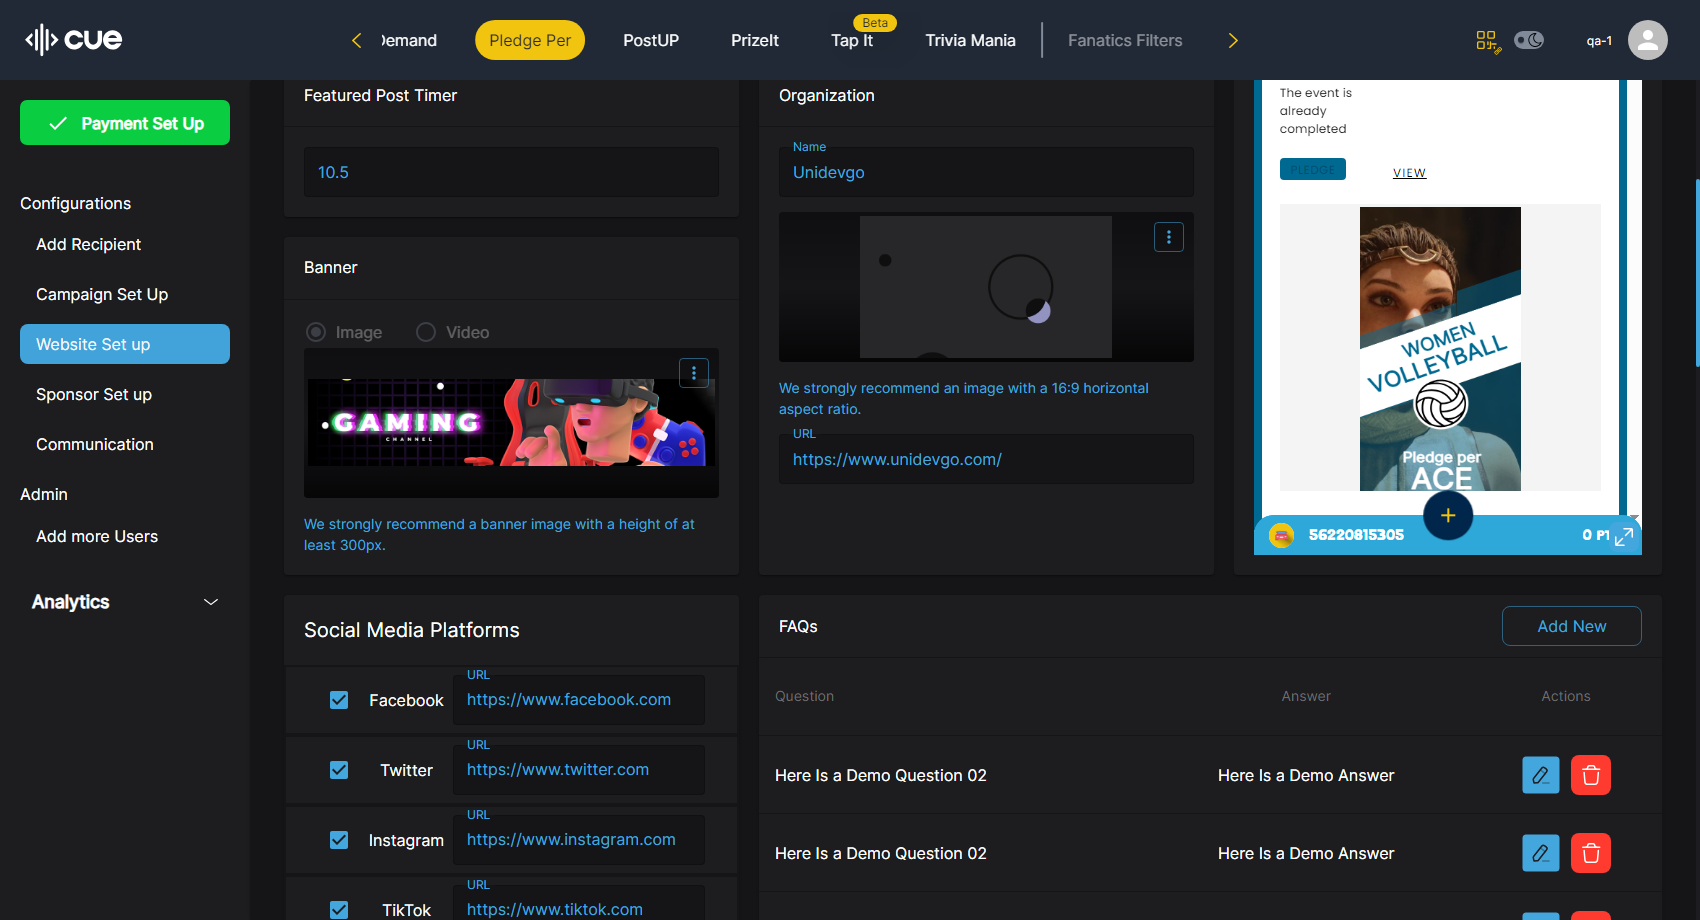 cue
Demand
Pledge Per
PostUP
PrizeIt
Tap It
Beta
Trivia Mania
Fanatics Filters
qa-1
Payment Set Up
Configurations
Add Recipient
Campaign Set Up
Website Set up
Sponsor Set up
Communication
Admin
Add more Users
Analytics
Featured Post Timer
10.5
Banner
Image
Video
GAMING
CHANNEL
We strongly recommend a banner image with a height of at
least 300px.
Organization
Name
Unidevgo
We strongly recommend an image with a 16:9 horizontal
aspect ratio.
URL
https://www.unidevgo.com/
The event is
already
completed
PLEDGE
VIEW
WOMEN
VOLLEYBALL
Pledge per
ACE
56220815305
0 PT
Social Media Platforms
URL
Facebook
https://www.facebook.com
URL
Twitter
https://www.twitter.com
URL
Instagram
https://www.instagram.com
URL
TikTok
https://www.tiktok.com
FAQs
Add New
Question
Answer
Actions
Here Is a Demo Question 02
Here Is a Demo Answer
Here Is a Demo Question 02
Here Is a Demo Answer